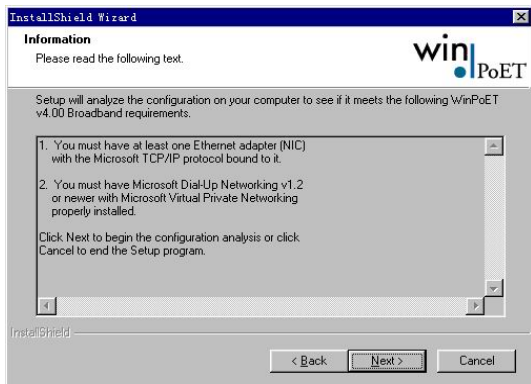 InstallShield Wizard
Information
Please read the following text.
win
PoET
Setup will analyze the configuration on your computer to see if it meets the following WinPoET
v4.00 Broadband requirements.
1. You must have at least one Ethernet adapter (NIC)
with the Microsoft TCP/IP protocol bound to it.
2. You must have Microsoft Dial-Up Networking v1.2
or newer with Microsoft Virtual Private Networking
properly installed.
Click Next to begin the configuration analysis or click
Cancel to end the Setup program.
InstallShield
< Back
Next >
Cancel